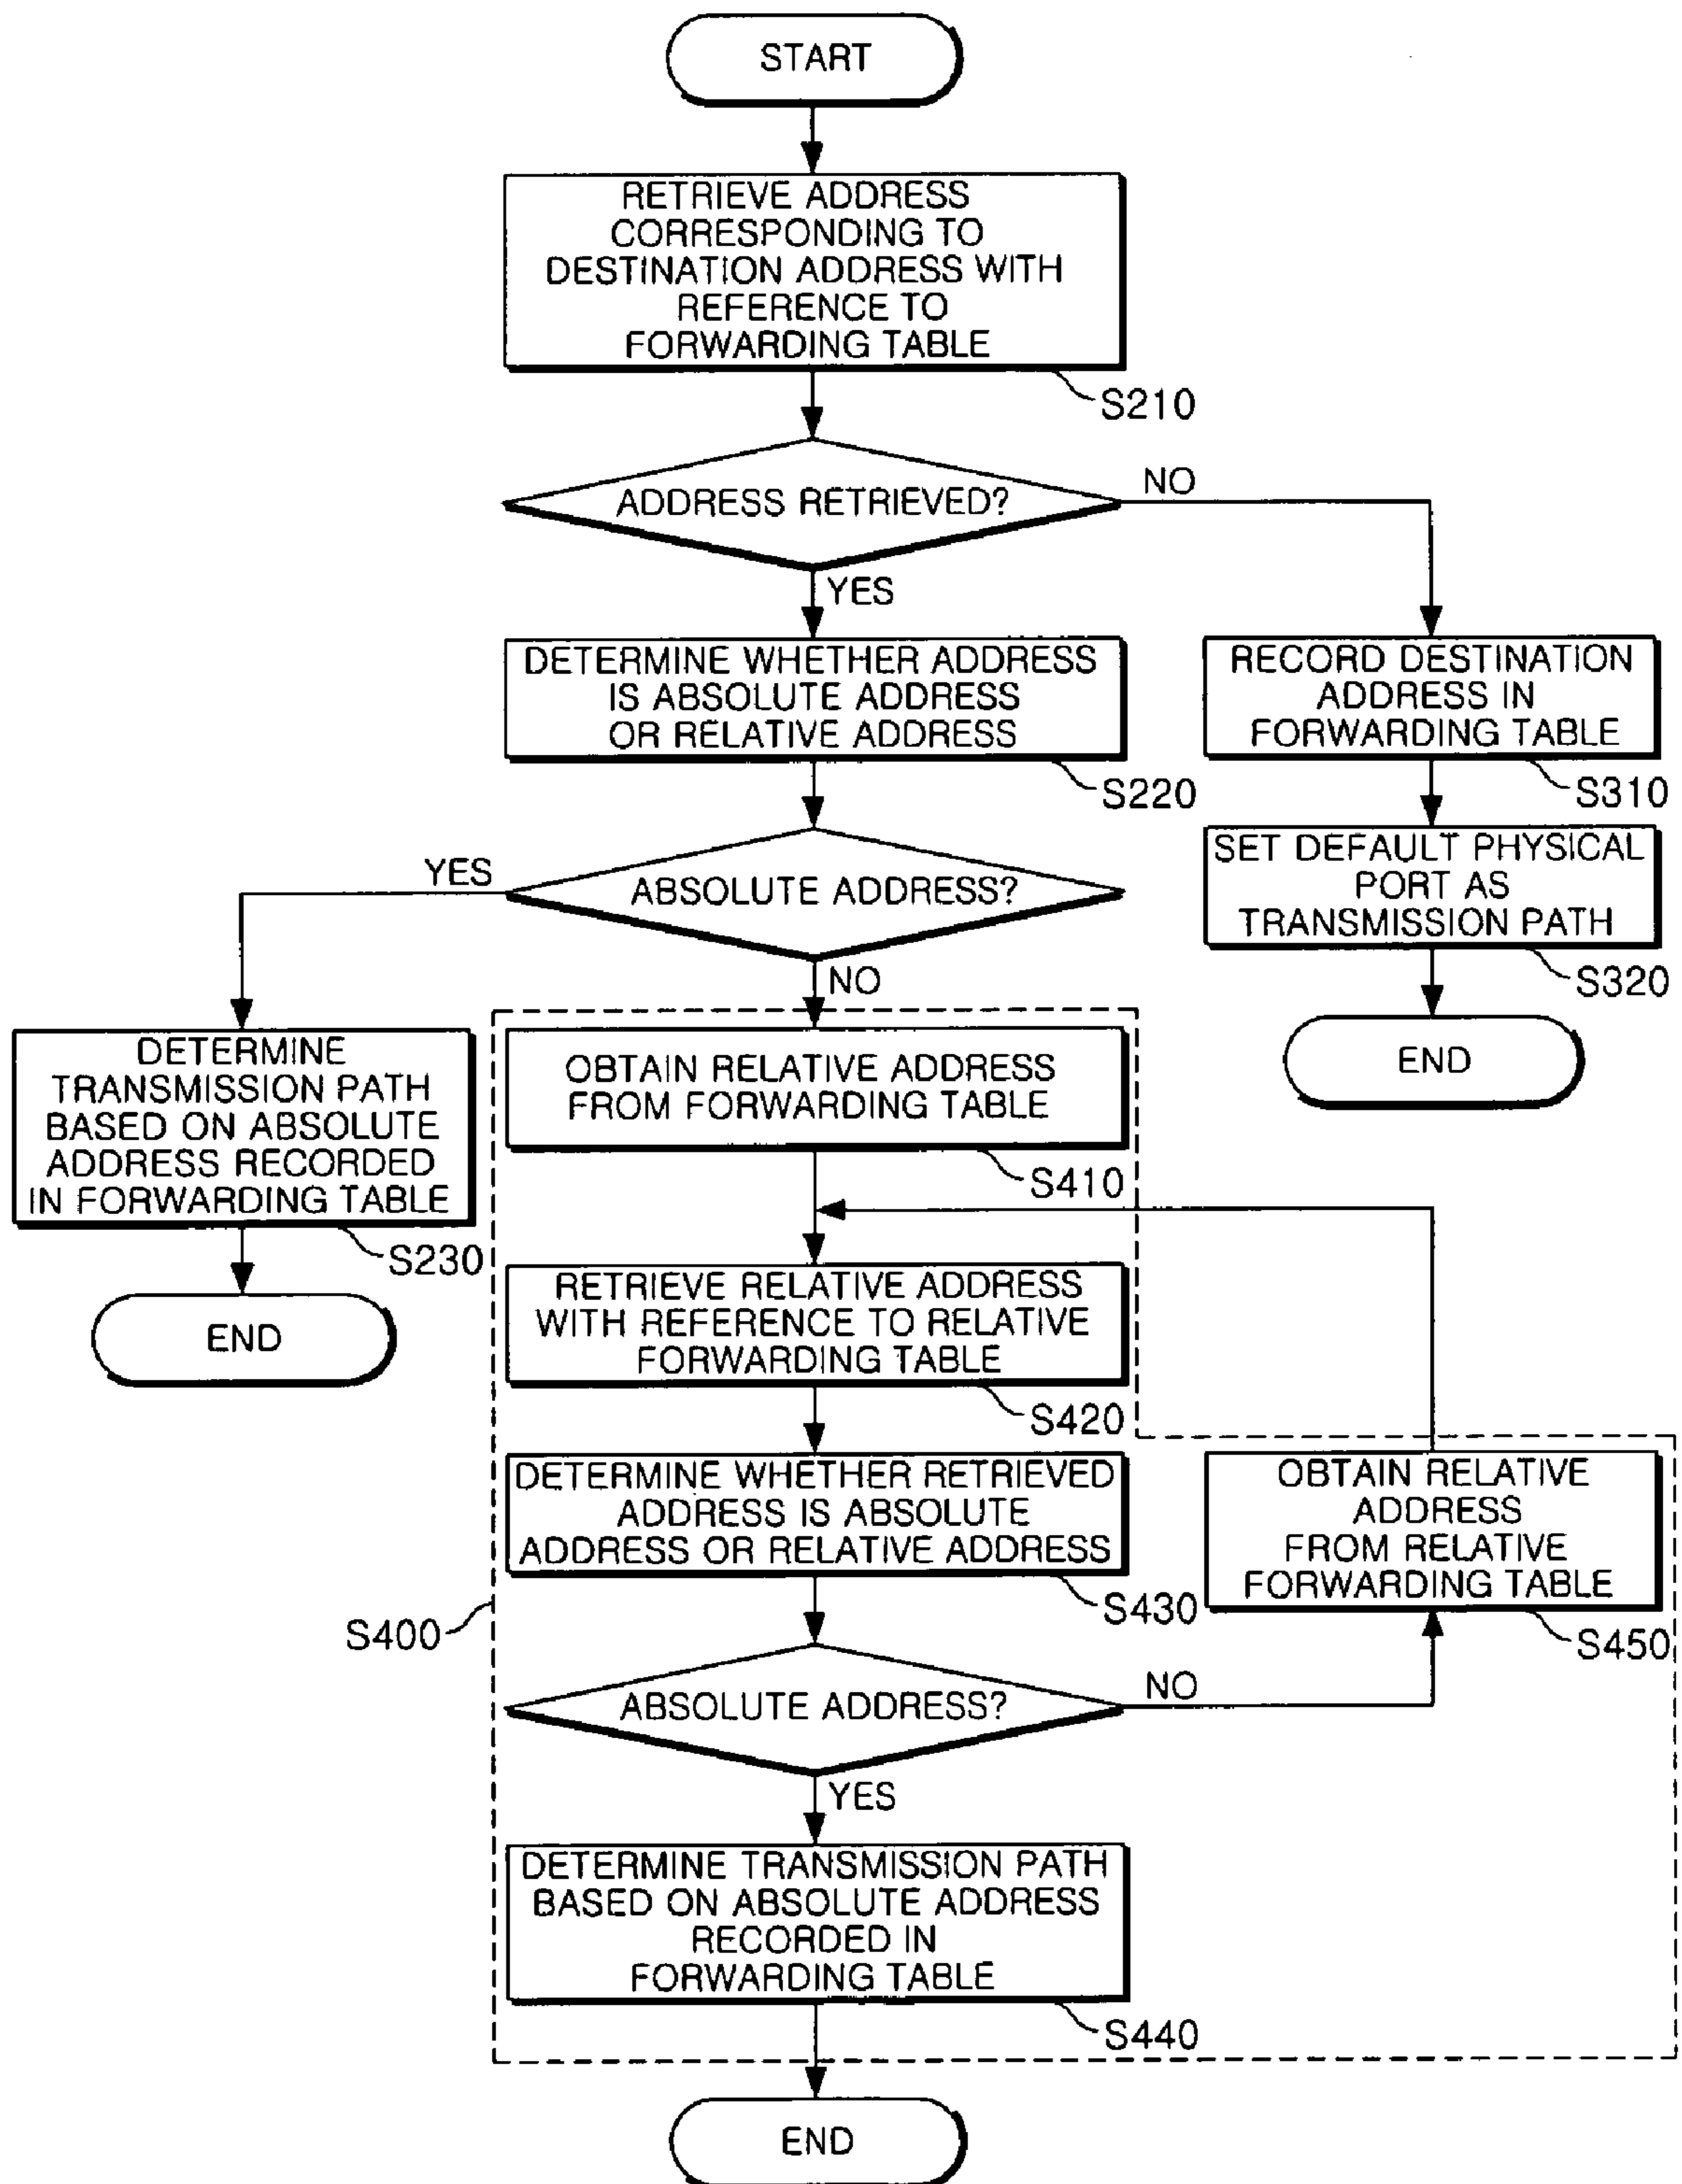 START
RETRIEVE ADDRESS
CORRESPONDING TO
DESTINATION ADDRESS WITH
REFERENCE TO
FORWARDING TABLE
S210
ADDRESS RETRIEVED?
NO
YES
DETERMINE WHETHER ADDRESS
IS ABSOLUTE ADDRESS
OR RELATIVE ADDRESS
S220
RECORD DESTINATION
ADDRESS IN
FORWARDING TABLE
S310
SET DEFAULT PHYSICAL
PORT AS
TRANSMISSION PATH
S320
END
ABSOLUTE ADDRESS?
YES
NO
DETERMINE
TRANSMISSION PATH
BASED ON ABSOLUTE
ADDRESS RECORDED
IN FORWARDING TABLE
S230
END
OBTAIN RELATIVE ADDRESS
FROM FORWARDING TABLE
S410
RETRIEVE RELATIVE ADDRESS
WITH REFERENCE TO RELATIVE
FORWARDING TABLE
S420
DETERMINE WHETHER RETRIEVED
ADDRESS IS ABSOLUTE
ADDRESS OR RELATIVE ADDRESS
S430
OBTAIN RELATIVE
ADDRESS
FROM RELATIVE
FORWARDING TABLE
S450
S400
ABSOLUTE ADDRESS?
NO
YES
DETERMINE TRANSMISSION PATH
BASED ON ABSOLUTE ADDRESS
RECORDED IN
FORWARDING TABLE
S440
END